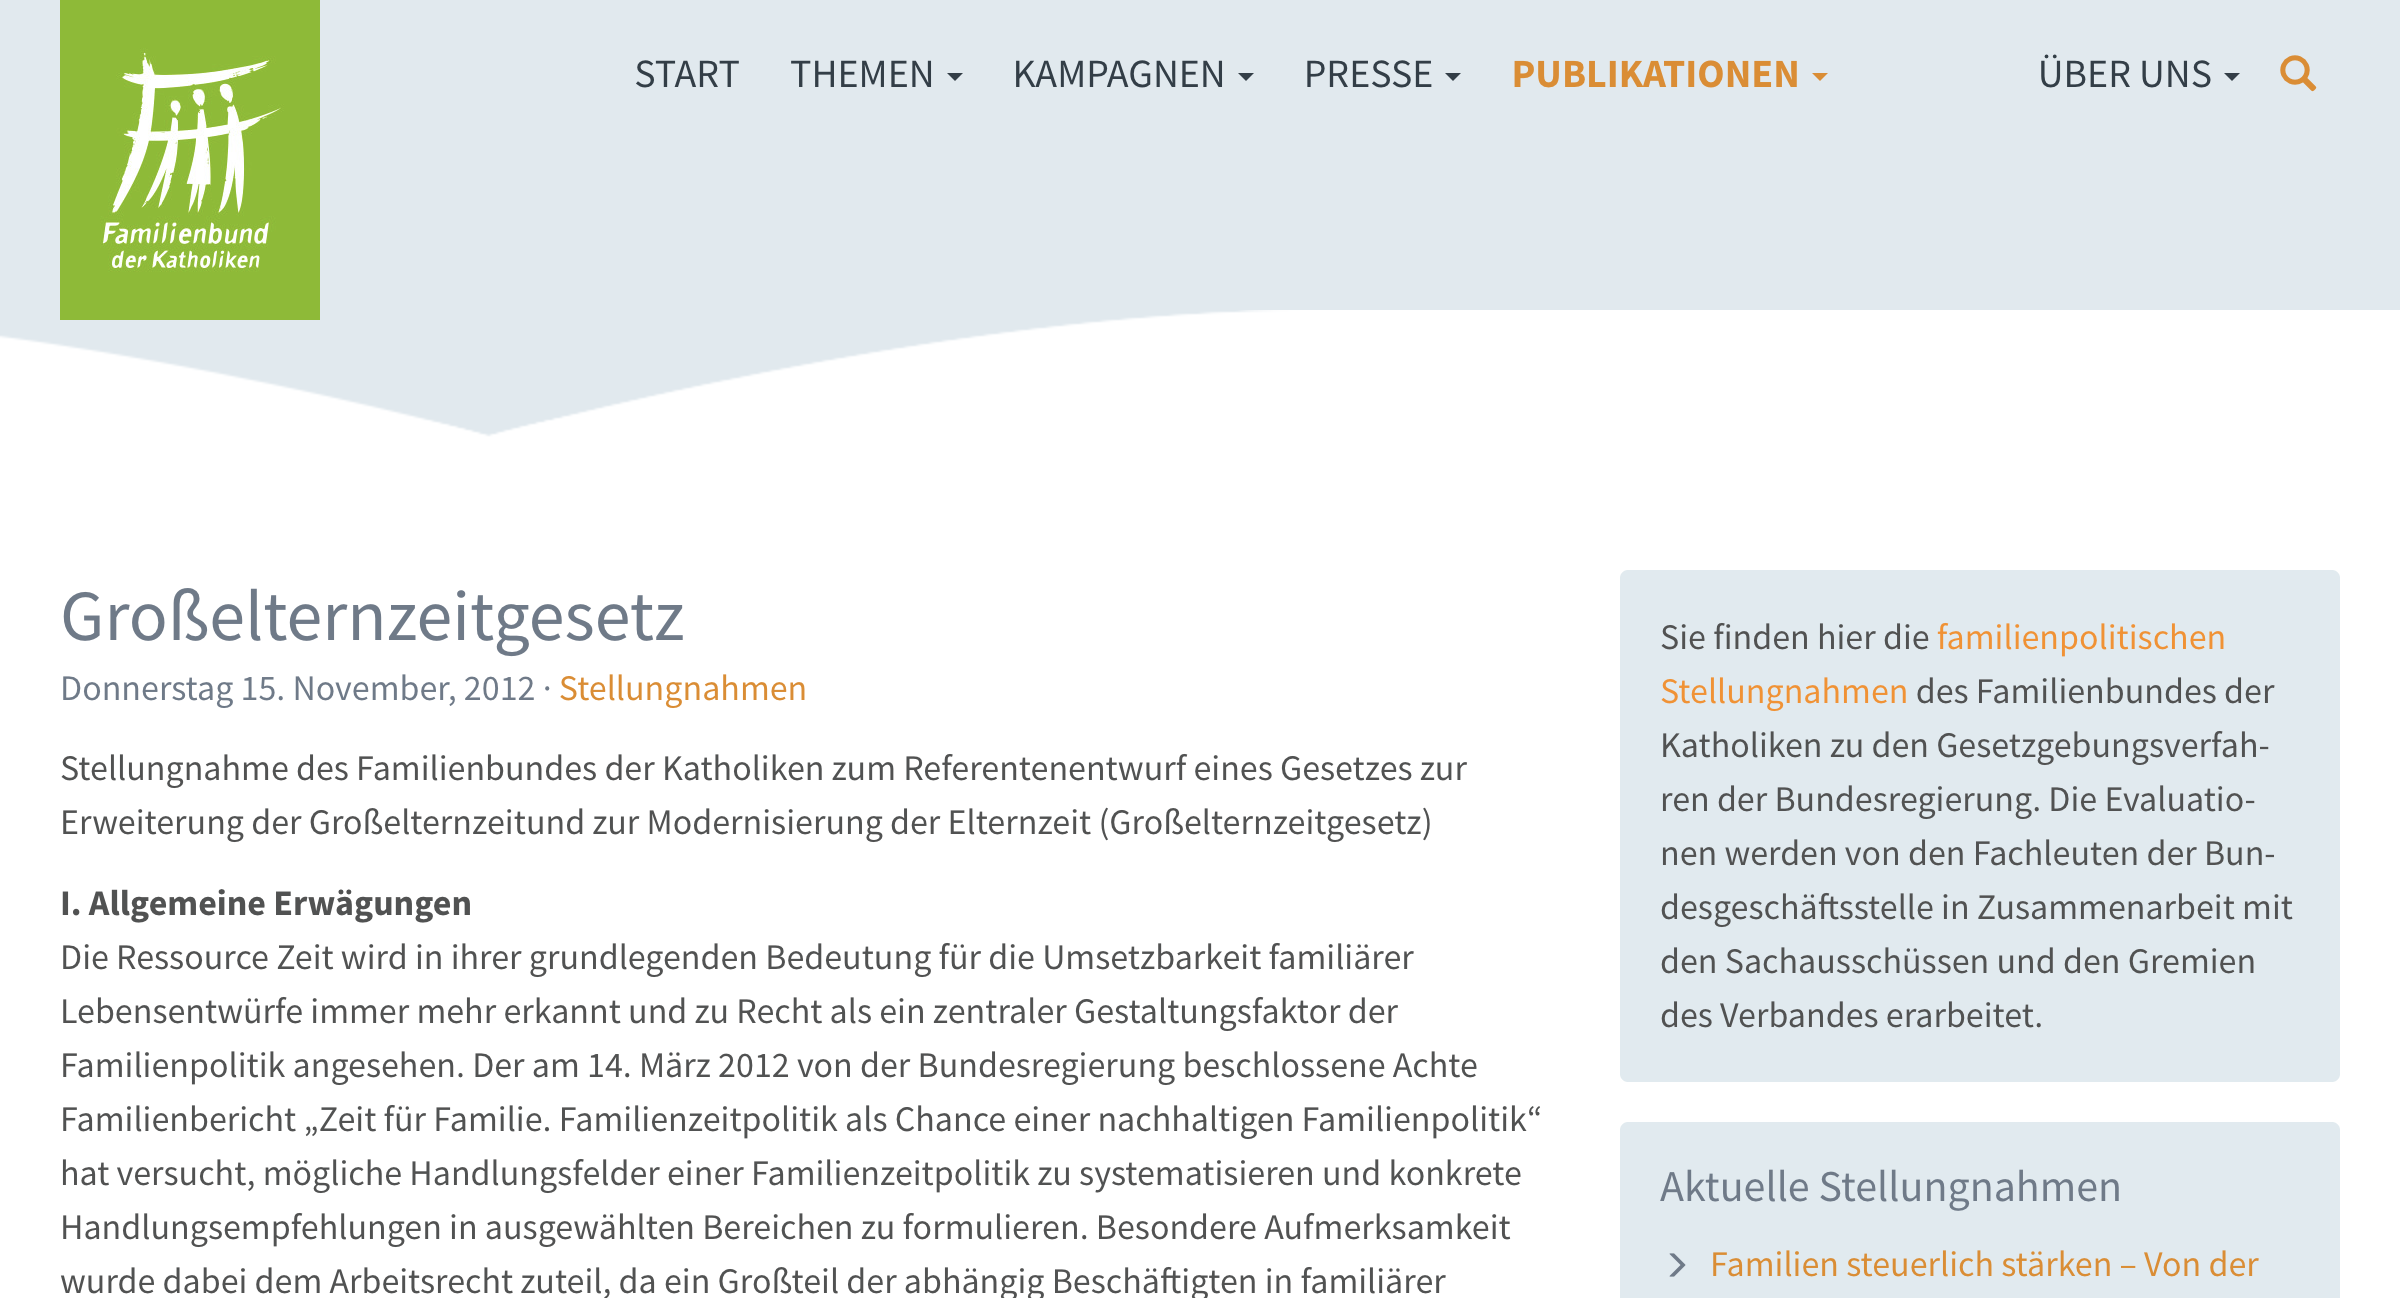 Familienbund
der Katholiken
START THEMEN KAMPAGNEN PRESSE PUBLIKATIONEN ÜBER UNS
Großelternzeitgesetz
Donnerstag 15. November, 2012 · Stellungnahmen
Stellungnahme des Familienbundes der Katholiken zum Referentenentwurf eines Gesetzes zur
Erweiterung der Großelternzeitund zur Modernisierung der Elternzeit (Großelternzeitgesetz)
I. Allgemeine Erwägungen
Die Ressource Zeit wird in ihrer grundlegenden Bedeutung für die Umsetzbarkeit familiärer
Lebensentwürfe immer mehr erkannt und zu Recht als ein zentraler Gestaltungsfaktor der
Familienpolitik angesehen. Der am 14. März 2012 von der Bundesregierung beschlossene Achte
Familienbericht „Zeit für Familie. Familienzeitpolitik als Chance einer nachhaltigen Familienpolitik“
hat versucht, mögliche Handlungsfelder einer Familienzeitpolitik zu systematisieren und konkrete
Handlungsempfehlungen in ausgewählten Bereichen zu formulieren. Besondere Aufmerksamkeit
wurde dabei dem Arbeitsrecht zuteil, da ein Großteil der abhängig Beschäftigten in familiärer
Sie finden hier die familienpolitischen
Stellungnahmen des Familienbundes der
Katholiken zu den Gesetzgebungsverfah-
ren der Bundesregierung. Die Evaluatio-
nen werden von den Fachleuten der Bun-
desgeschäftsstelle in Zusammenarbeit mit
den Sachausschüssen und den Gremien
des Verbandes erarbeitet.
Aktuelle Stellungnahmen
Familien steuerlich stärken – Von der